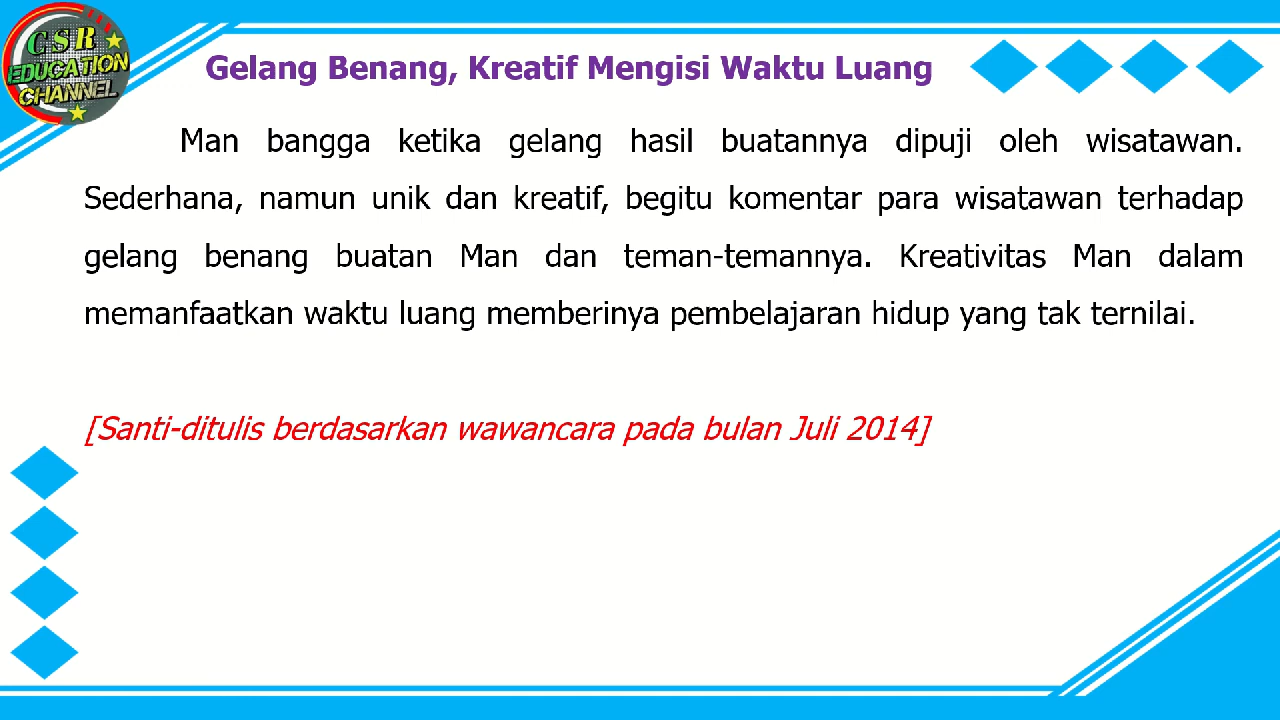 CSR
EDUCATION
CHANNEL
Gelang Benang, Kreatif Mengisi Waktu Luang
Man bangga ketika gelang hasil buatannya dipuji oleh wisatawan.
Sederhana, namun unik dan kreatif, begitu komentar para wisatawan terhadap
gelang benang buatan Man dan teman-temannya. Kreativitas Man dalam
memanfaatkan waktu luang memberinya pembelajaran hidup yang tak ternilai.
[Santi-ditulis berdasarkan wawancara pada bulan Juli 2014]